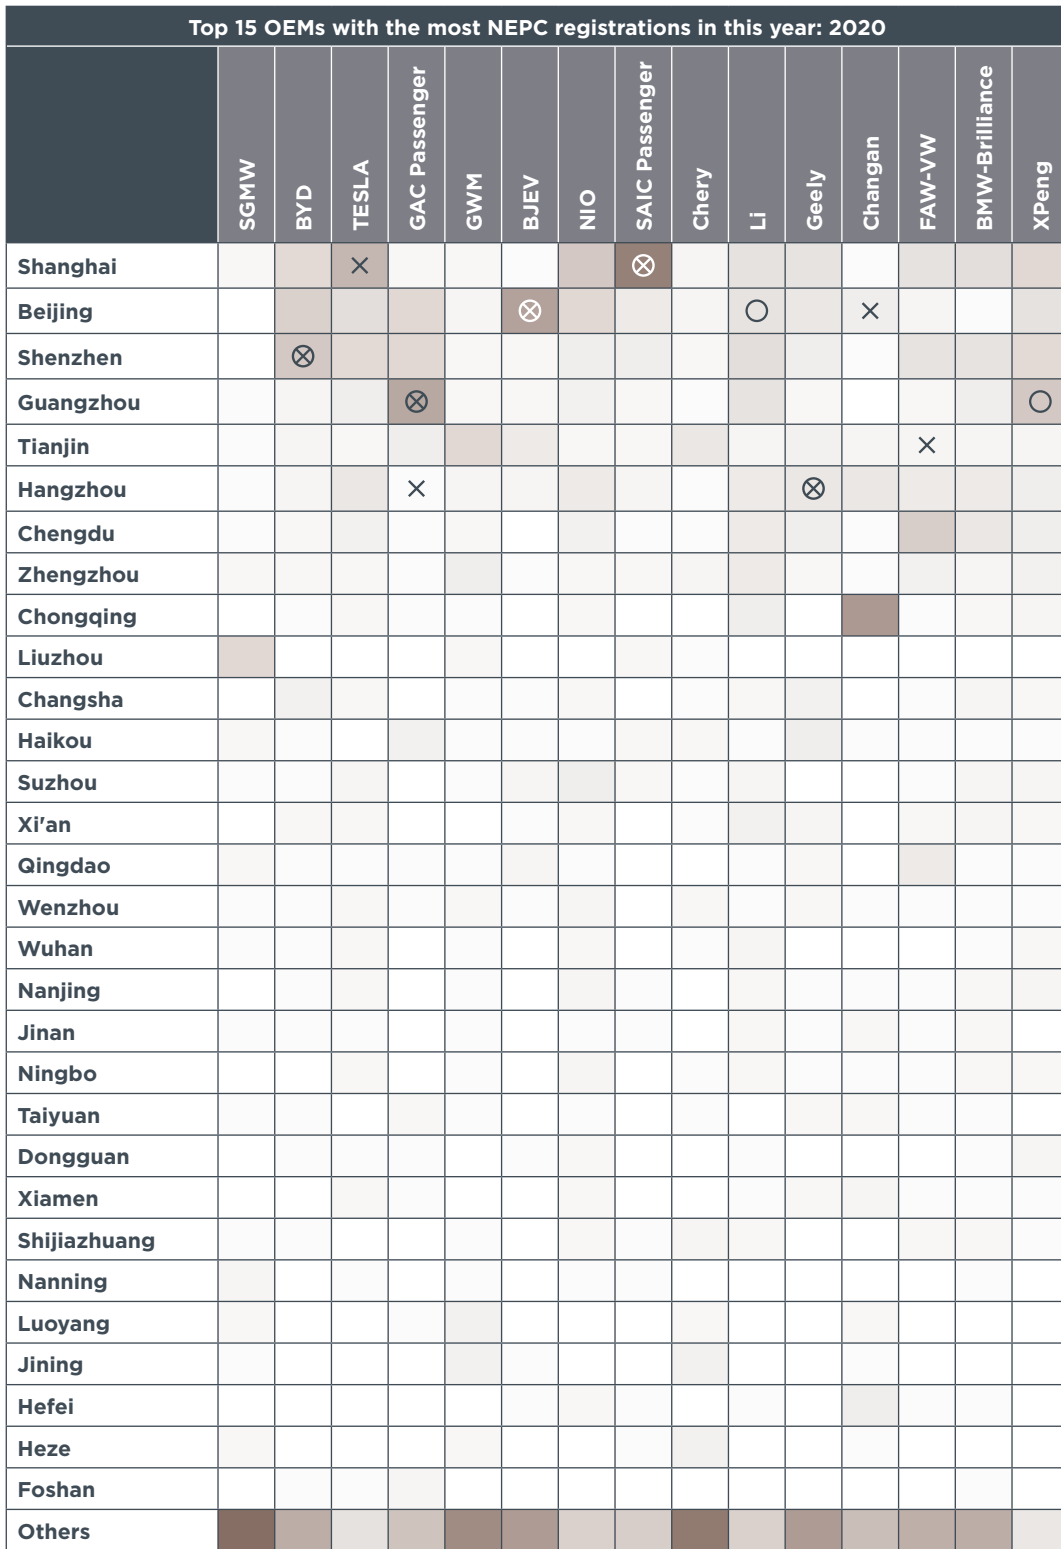 Top 15 OEMs with the most NEPC registrations in this year: 2020
SGMW
BYD
TESLA
GAC Passenger
GWM
BJEV
NIO
SAIC Passenger
Chery
Li
Geely
Changan
FAW-VW
BMW-Brilliance
XPeng
Shanghai
Beijing
Shenzhen
Guangzhou
Tianjin
Hangzhou
Chengdu
Zhengzhou
Chongqing
Liuzhou
Changsha
Haikou
Suzhou
Xi'an
Qingdao
Wenzhou
Wuhan
Nanjing
Jinan
Ningbo
Taiyuan
Dongguan
Xiamen
Shijiazhuang
Nanning
Luoyang
Jining
Hefei
Heze
Foshan
Others